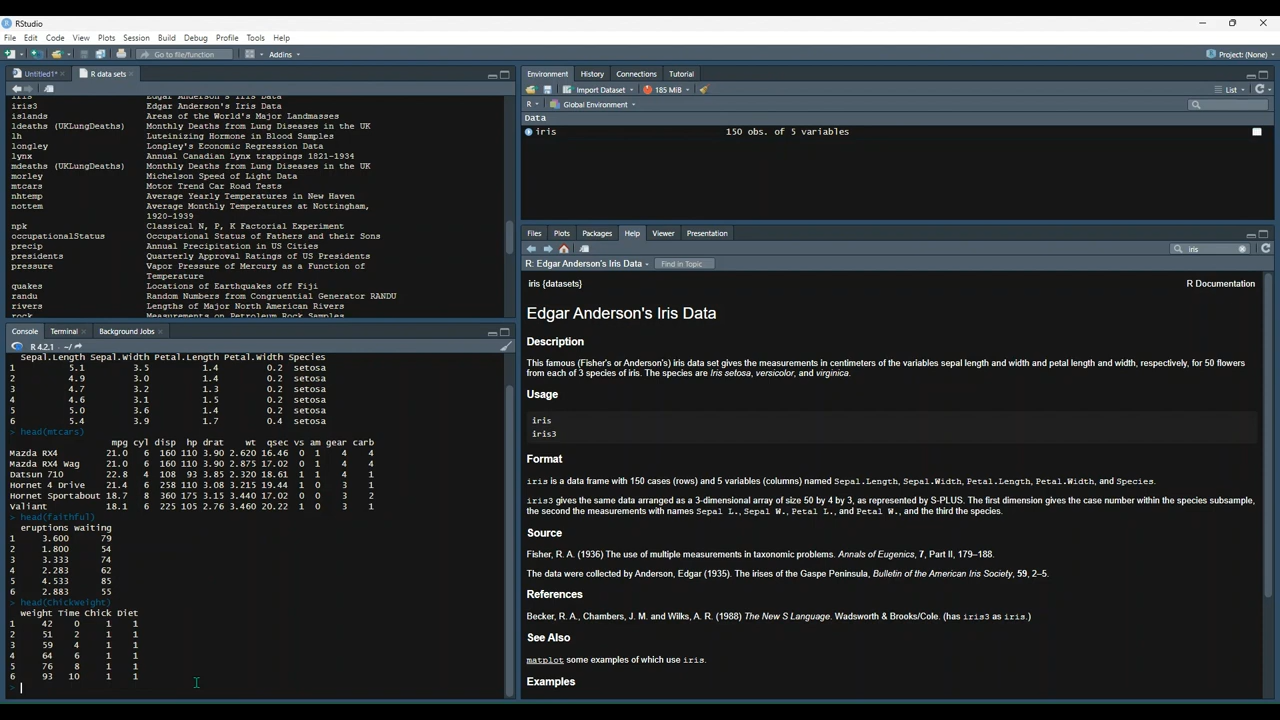 RStudio
File Edit Code View Plots Session Build Debug Profile Tools Help
Go to file/function Addins Project: (None)
Untitled1* R data sets
iris Edgar Anderson's Iris Data
iris3 Edgar Anderson's Iris Data
islands Areas of the World's Major Landmasses
ldeaths (UKLungDeaths) Monthly Deaths from Lung Diseases in the UK
lh Luteinizing Hormone in Blood Samples
longley Longley's Economic Regression Data
lynx Annual Canadian Lynx trappings 1821-1934
mdeaths (UKLungDeaths) Monthly Deaths from Lung Diseases in the UK
morley Michelson Speed of Light Data
mtcars Motor Trend Car Road Tests
nhtemp Average Yearly Temperatures in New Haven
nottem Average Monthly Temperatures at Nottingham,
1920-1939
npk Classical N, P, K Factorial Experiment
occupationalStatus Occupational Status of Fathers and their Sons
precip Annual Precipitation in US Cities
presidents Quarterly Approval Ratings of US Presidents
pressure Vapor Pressure of Mercury as a Function of
Temperature
quakes Locations of Earthquakes off Fiji
randu Random Numbers from Congruential Generator RANDU
rivers Lengths of Major North American Rivers
rock Measurements on Petroleum Rock Samples
Console Terminal Background Jobs
R 4.2.1 · ~/
Sepal.Length Sepal.Width Petal.Length Petal.Width Species
1 5.1 3.5 1.4 0.2 setosa
2 4.9 3.0 1.4 0.2 setosa
3 4.7 3.2 1.3 0.2 setosa
4 4.6 3.1 1.5 0.2 setosa
5 5.0 3.6 1.4 0.2 setosa
6 5.4 3.9 1.7 0.4 setosa
> head(mtcars)
mpg cyl disp hp drat wt qsec vs am gear carb
Mazda RX4 21.0 6 160 110 3.90 2.620 16.46 0 1 4 4
Mazda RX4 Wag 21.0 6 160 110 3.90 2.875 17.02 0 1 4 4
Datsun 710 22.8 4 108 93 3.85 2.320 18.61 1 1 4 1
Hornet 4 Drive 21.4 6 258 110 3.08 3.215 19.44 1 0 3 1
Hornet Sportabout 18.7 8 360 175 3.15 3.440 17.02 0 0 3 2
Valiant 18.1 6 225 105 2.76 3.460 20.22 1 0 3 1
> head(faithful)
eruptions waiting
1 3.600 79
2 1.800 54
3 3.333 74
4 2.283 62
5 4.533 85
6 2.883 55
> head(ChickWeight)
weight Time Chick Diet
1 42 0 1 1
2 51 2 1 1
3 59 4 1 1
4 64 6 1 1
5 76 8 1 1
6 93 10 1 1
>
Environment History Connections Tutorial
Import Dataset 185 MiB List
R Global Environment
Data
iris 150 obs. of 5 variables
Files Plots Packages Help Viewer Presentation
iris
R: Edgar Anderson's Iris Data Find in Topic
iris {datasets} R Documentation
Edgar Anderson's Iris Data
Description
This famous (Fisher's or Anderson's) iris data set gives the measurements in centimeters of the variables sepal length and width and petal length and width, respectively, for 50 flowers
from each of 3 species of iris. The species are Iris setosa, versicolor, and virginica.
Usage
iris
iris3
Format
iris is a data frame with 150 cases (rows) and 5 variables (columns) named Sepal.Length, Sepal.Width, Petal.Length, Petal.Width, and Species.
iris3 gives the same data arranged as a 3-dimensional array of size 50 by 4 by 3, as represented by S-PLUS. The first dimension gives the case number within the species subsample,
the second the measurements with names Sepal L., Sepal W., Petal L., and Petal W., and the third the species.
Source
Fisher, R. A. (1936) The use of multiple measurements in taxonomic problems. Annals of Eugenics, 7, Part II, 179–188.
The data were collected by Anderson, Edgar (1935). The irises of the Gaspe Peninsula, Bulletin of the American Iris Society, 59, 2–5.
References
Becker, R. A., Chambers, J. M. and Wilks, A. R. (1988) The New S Language. Wadsworth & Brooks/Cole. (has iris3 as iris.)
See Also
matplot some examples of which use iris.
Examples